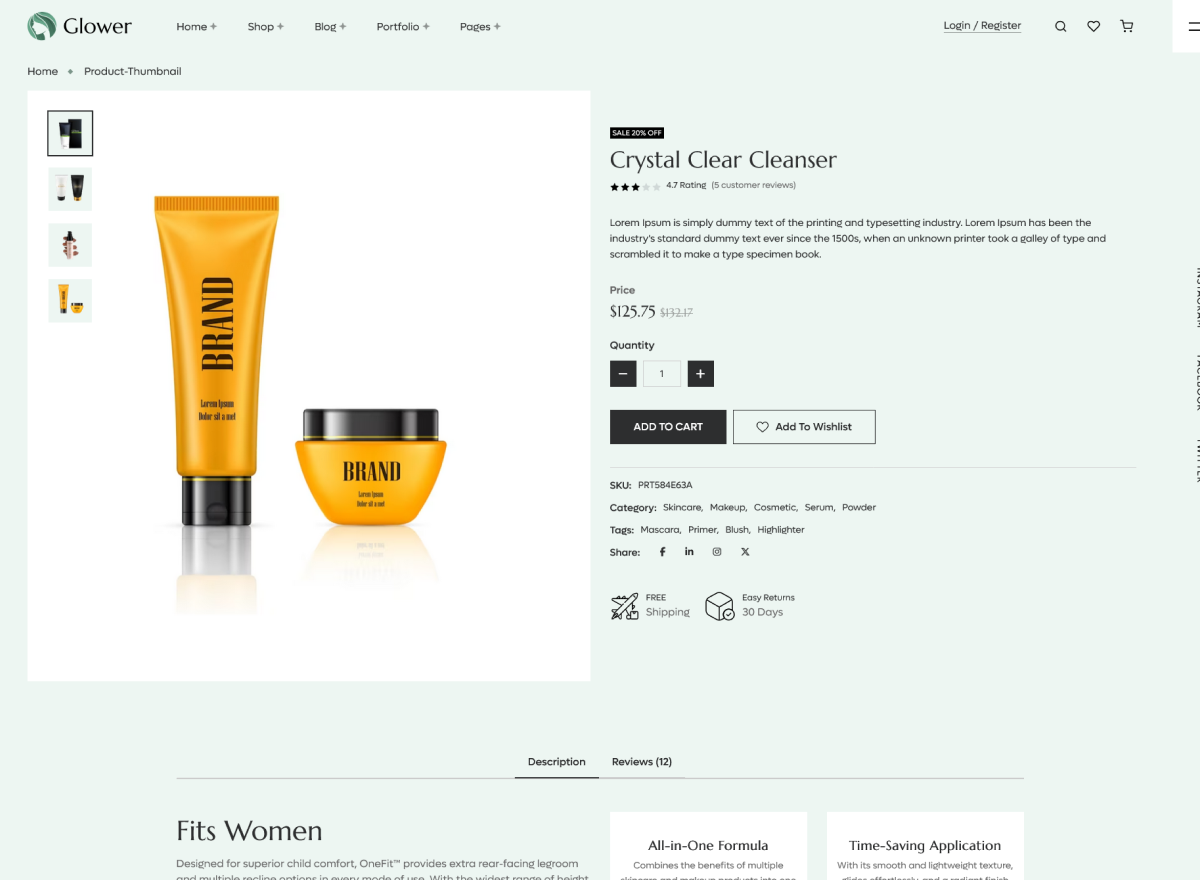 Glower
Home + Shop + Blog + Portfolio + Pages +
Login / Register
Home Product-Thumbnail
SALE 20% OFF
Crystal Clear Cleanser
4.7 Rating (5 customer reviews)
Lorem Ipsum is simply dummy text of the printing and typesetting industry. Lorem Ipsum has been the
industry's standard dummy text ever since the 1500s, when an unknown printer took a galley of type and
scrambled it to make a type specimen book.
Price
$125.75 $132.17
Quantity
− 1 +
ADD TO CART Add To Wishlist
SKU: PRT584E63A
Category: Skincare, Makeup, Cosmetic, Serum, Powder
Tags: Mascara, Primer, Blush, Highlighter
Share:
FREE
Shipping
Easy Returns
30 Days
BRAND
Lorem Ipsum
Dolor sit a met
BRAND
Lorem Ipsum
Dolor sit a met
INSTAGRAM
FACEBOOK
TWITTER
Description Reviews (12)
Fits Women
Designed for superior child comfort, OneFit™ provides extra rear-facing legroom
and multiple recline options in every mode of use. With the widest range of height
All-in-One Formula
Combines the benefits of multiple
skincare and makeup products into one
Time-Saving Application
With its smooth and lightweight texture,
glides effortlessly, and a radiant finish